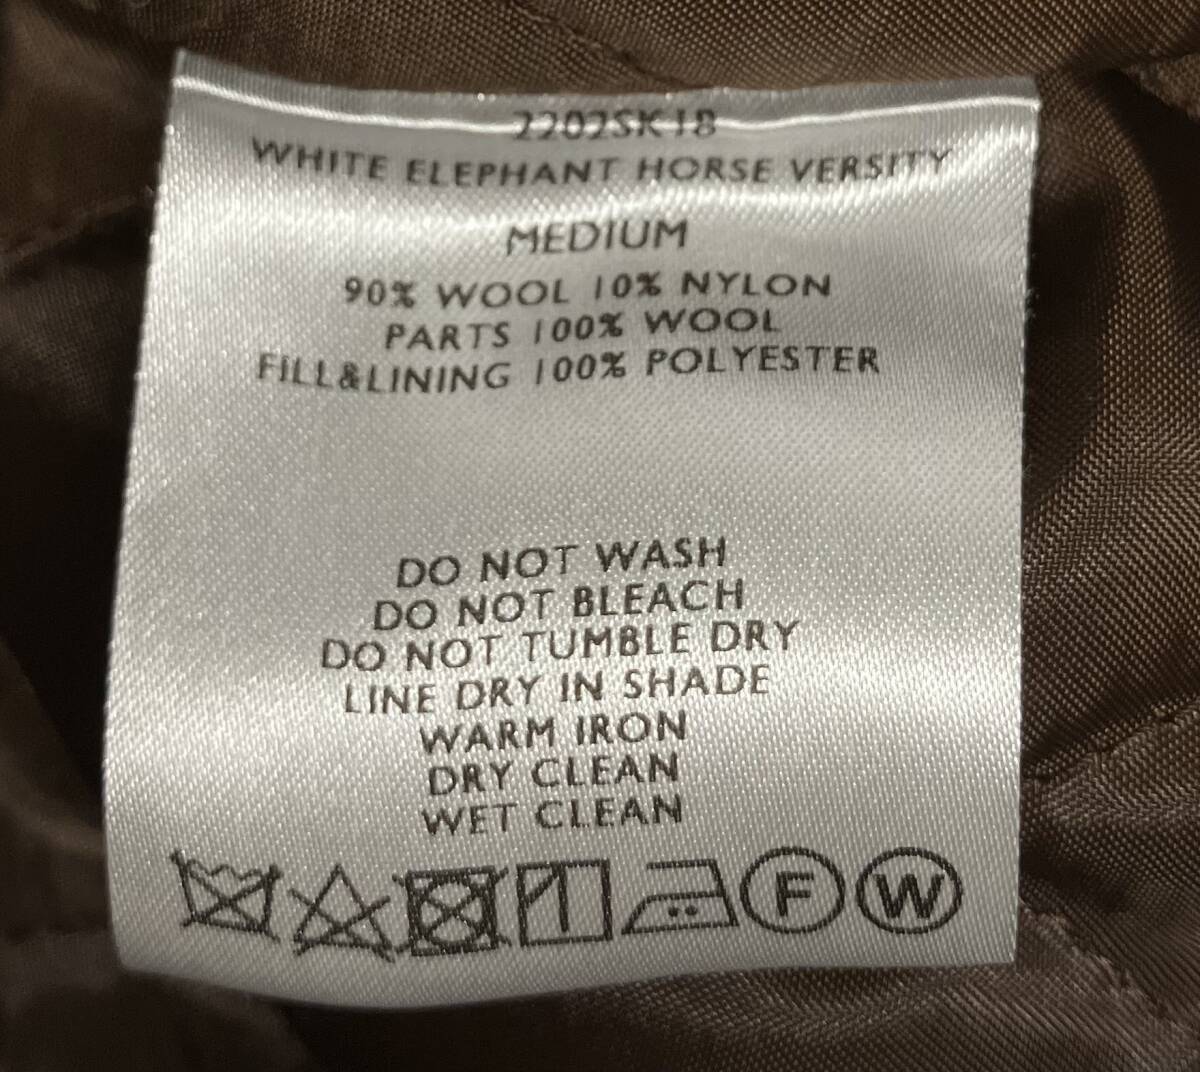 2202SK18
WHITE ELEPHANT HORSE VERSITY
MEDIUM
90% WOOL 10% NYLON
PARTS 100% WOOL
FILL&LINING 100% POLYESTER
DO NOT WASH
DO NOT BLEACH
DO NOT TUMBLE DRY
LINE DRY IN SHADE
WARM IRON
DRY CLEAN
WET CLEAN
F W